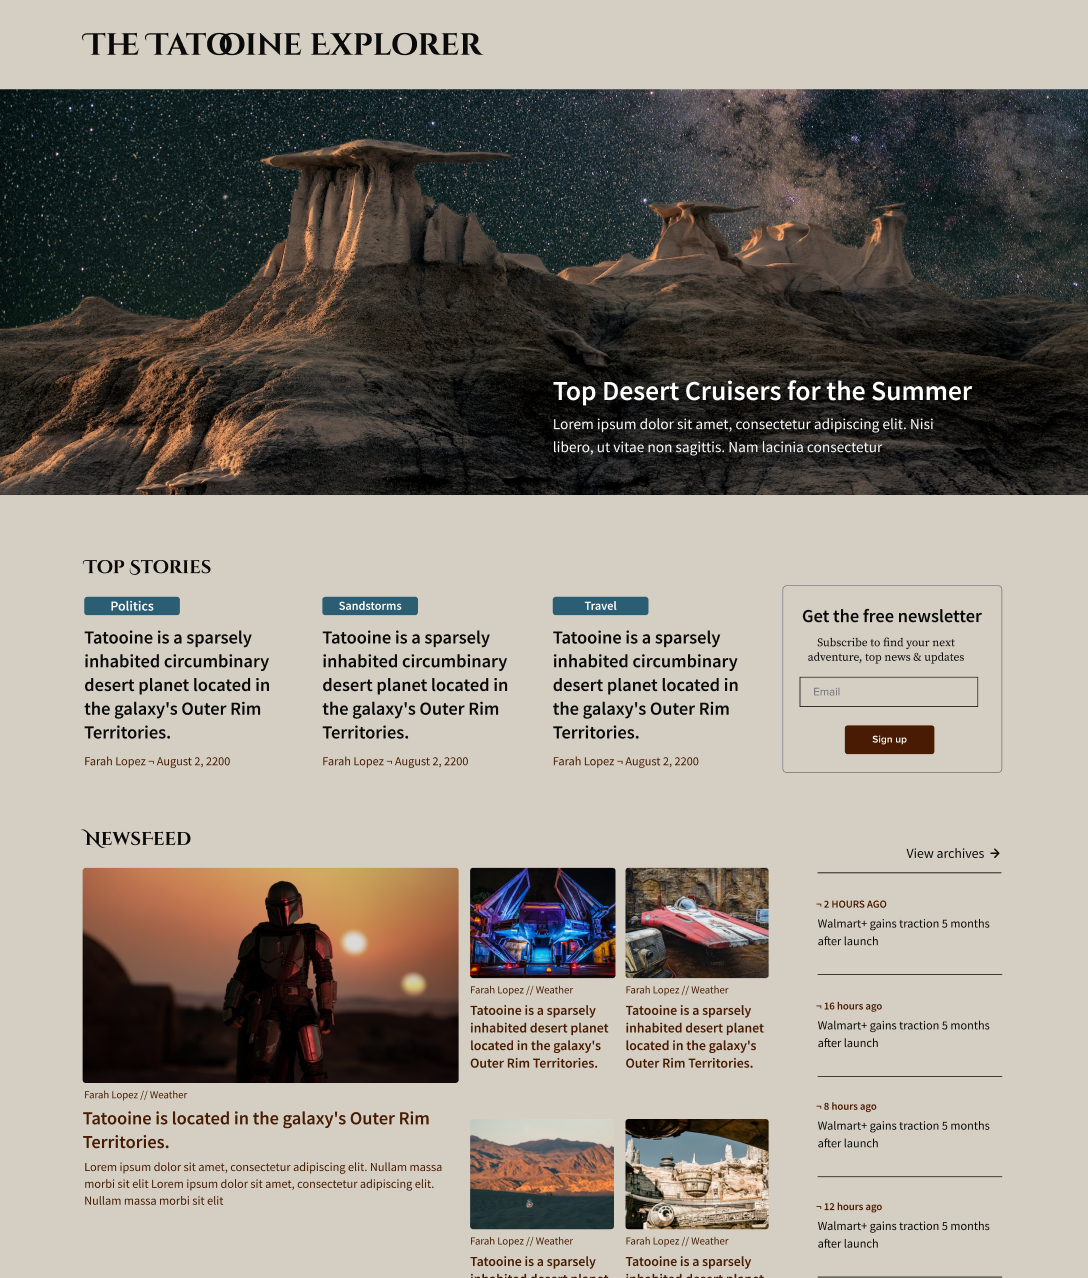 THE TATOOINE EXPLORER
Top Desert Cruisers for the Summer
Lorem ipsum dolor sit amet, consectetur adipiscing elit. Nisi
libero, ut vitae non sagittis. Nam lacinia consectetur
TOP STORIES
Politics
Tatooine is a sparsely
inhabited circumbinary
desert planet located in
the galaxy's Outer Rim
Territories.
Farah Lopez ¬ August 2, 2200
Sandstorms
Tatooine is a sparsely
inhabited circumbinary
desert planet located in
the galaxy's Outer Rim
Territories.
Farah Lopez ¬ August 2, 2200
Travel
Tatooine is a sparsely
inhabited circumbinary
desert planet located in
the galaxy's Outer Rim
Territories.
Farah Lopez ¬ August 2, 2200
Get the free newsletter
Subscribe to find your next
adventure, top news & updates
Email
Sign up
NEWSFEED
Farah Lopez // Weather
Tatooine is located in the galaxy's Outer Rim
Territories.
Lorem ipsum dolor sit amet, consectetur adipiscing elit. Nullam massa
morbi sit elit Lorem ipsum dolor sit amet, consectetur adipiscing elit.
Nullam massa morbi sit elit
Farah Lopez // Weather
Tatooine is a sparsely
inhabited desert planet
located in the galaxy's
Outer Rim Territories.
Farah Lopez // Weather
Tatooine is a sparsely
inhabited desert planet
located in the galaxy's
Outer Rim Territories.
Farah Lopez // Weather
Tatooine is a sparsely
inhabited desert planet
Farah Lopez // Weather
Tatooine is a sparsely
inhabited desert planet
View archives →
¬ 2 HOURS AGO
Walmart+ gains traction 5 months
after launch
¬ 16 hours ago
Walmart+ gains traction 5 months
after launch
¬ 8 hours ago
Walmart+ gains traction 5 months
after launch
¬ 12 hours ago
Walmart+ gains traction 5 months
after launch